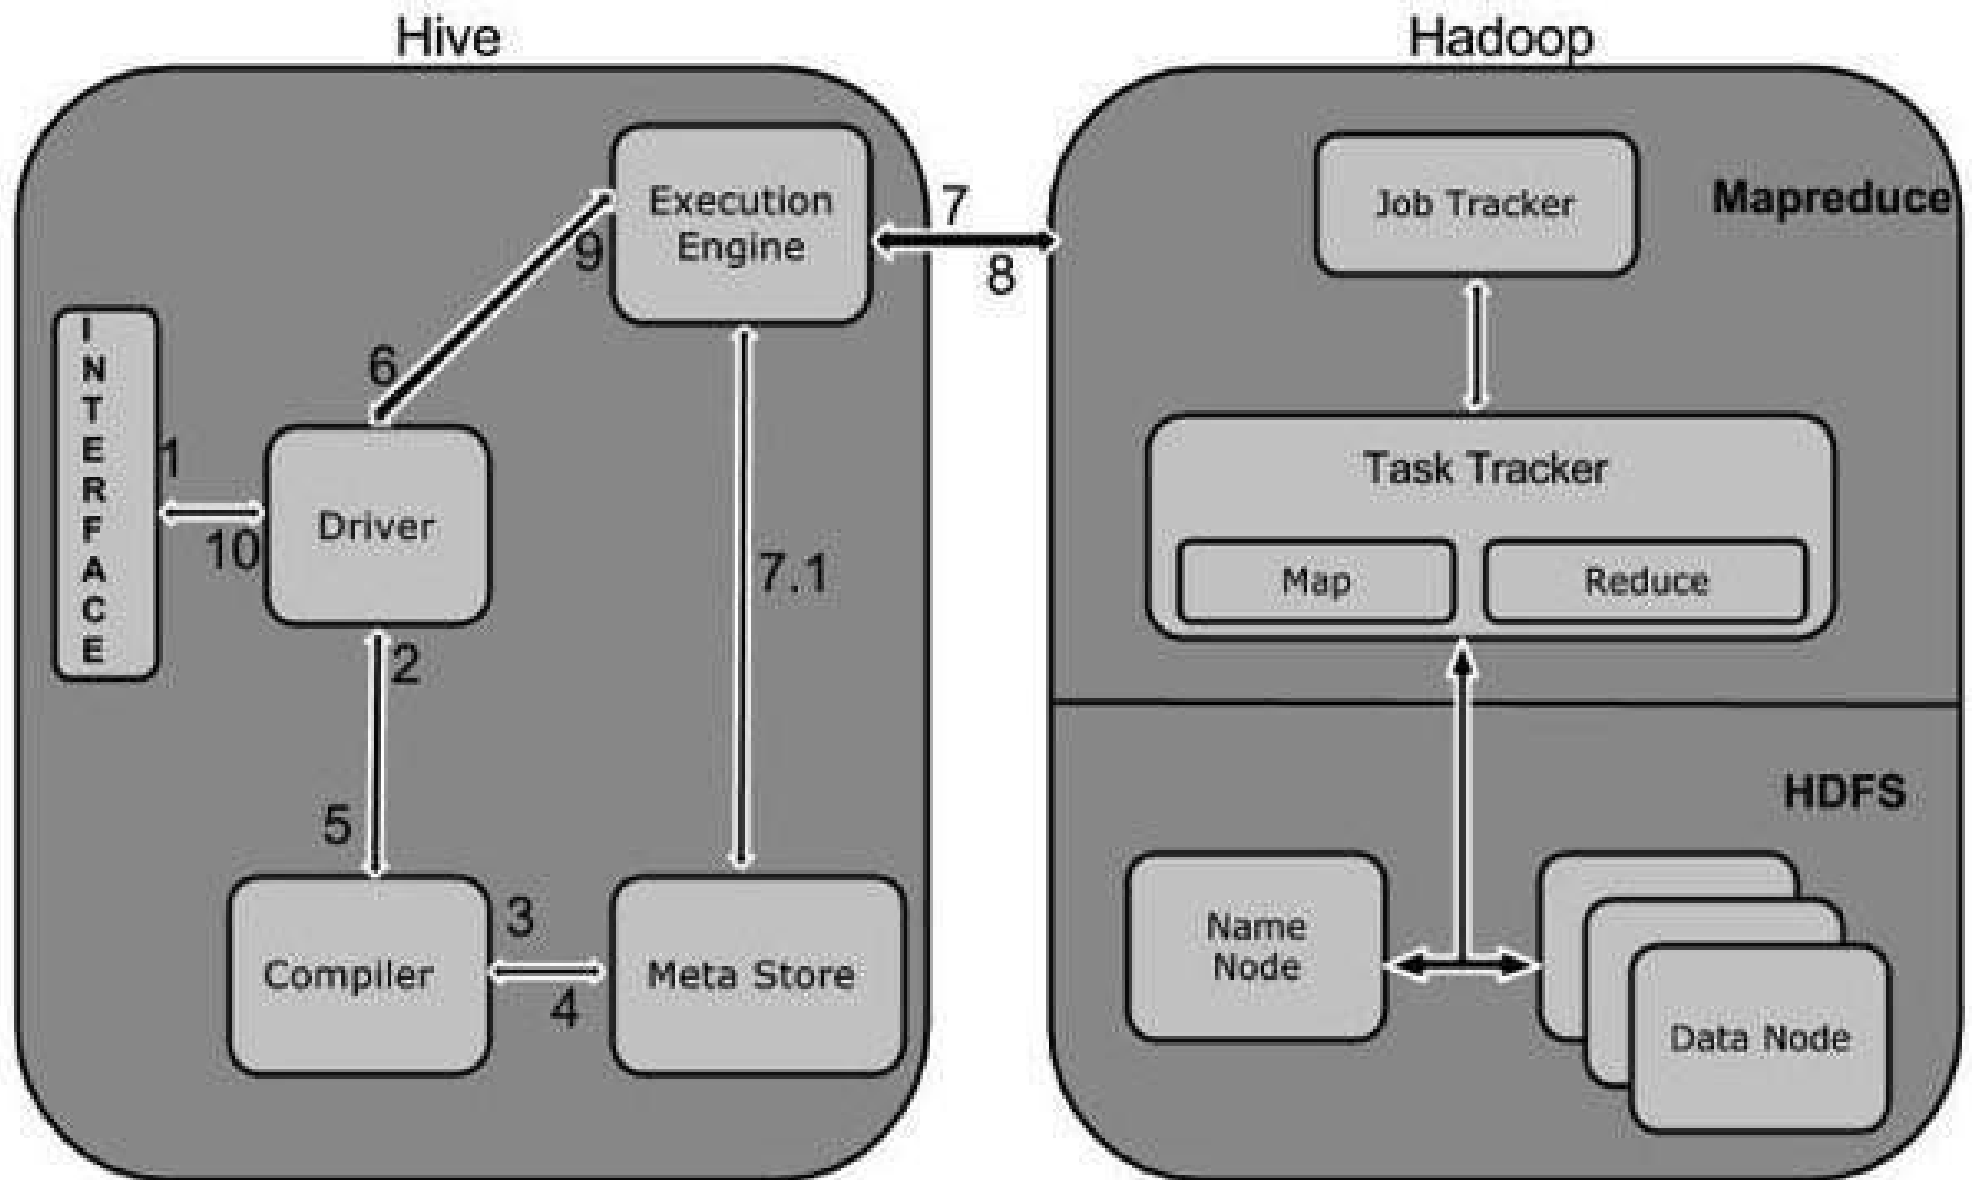 Hive
Execution
Engine
9
6
INTERFACE
1
10
Driver
2
7.1
5
Compiler
3
4
Meta Store
7
8
Hadoop
Job Tracker
Mapreduce
Task Tracker
Map
Reduce
HDFS
Name
Node
Data Node